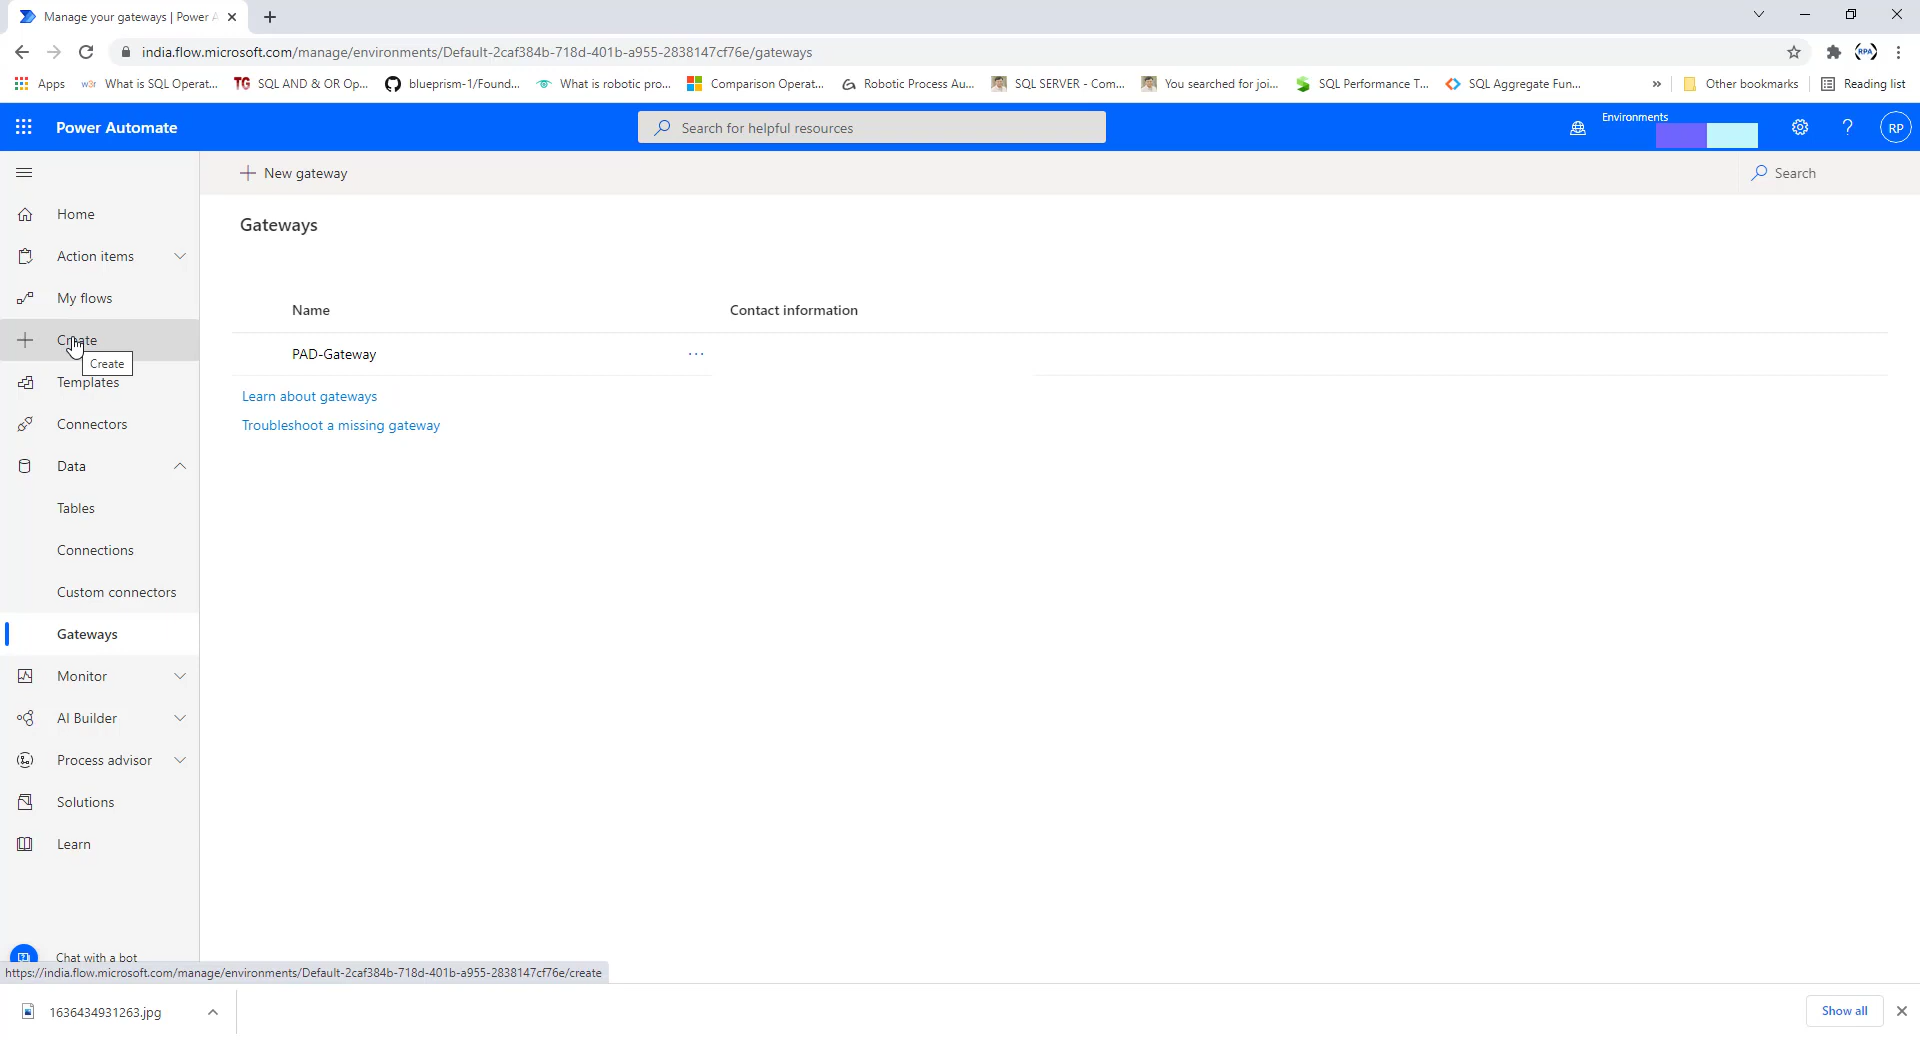 Manage your gateways | Power A
india.flow.microsoft.com/manage/environments/Default-2caf384b-718d-401b-a955-2838147cf76e/gateways
Apps
w3r What is SQL Operat...
TG SQL AND & OR Op...
blueprism-1/Found...
What is robotic pro...
Comparison Operat...
Robotic Process Au...
SQL SERVER - Com...
You searched for joi...
SQL Performance T...
SQL Aggregate Fun...
»
Other bookmarks
Reading list
(RPA)
Power Automate
Search for helpful resources
Environments
?
RP
New gateway
Search
Home
Action items
My flows
Create
Create
Templates
Connectors
Data
Tables
Connections
Custom connectors
Gateways
Monitor
AI Builder
Process advisor
Solutions
Learn
Chat with a bot
Gateways
Name
Contact information
PAD-Gateway
...
Learn about gateways
Troubleshoot a missing gateway
https://india.flow.microsoft.com/manage/environments/Default-2caf384b-718d-401b-a955-2838147cf76e/create
1636434931263.jpg
Show all